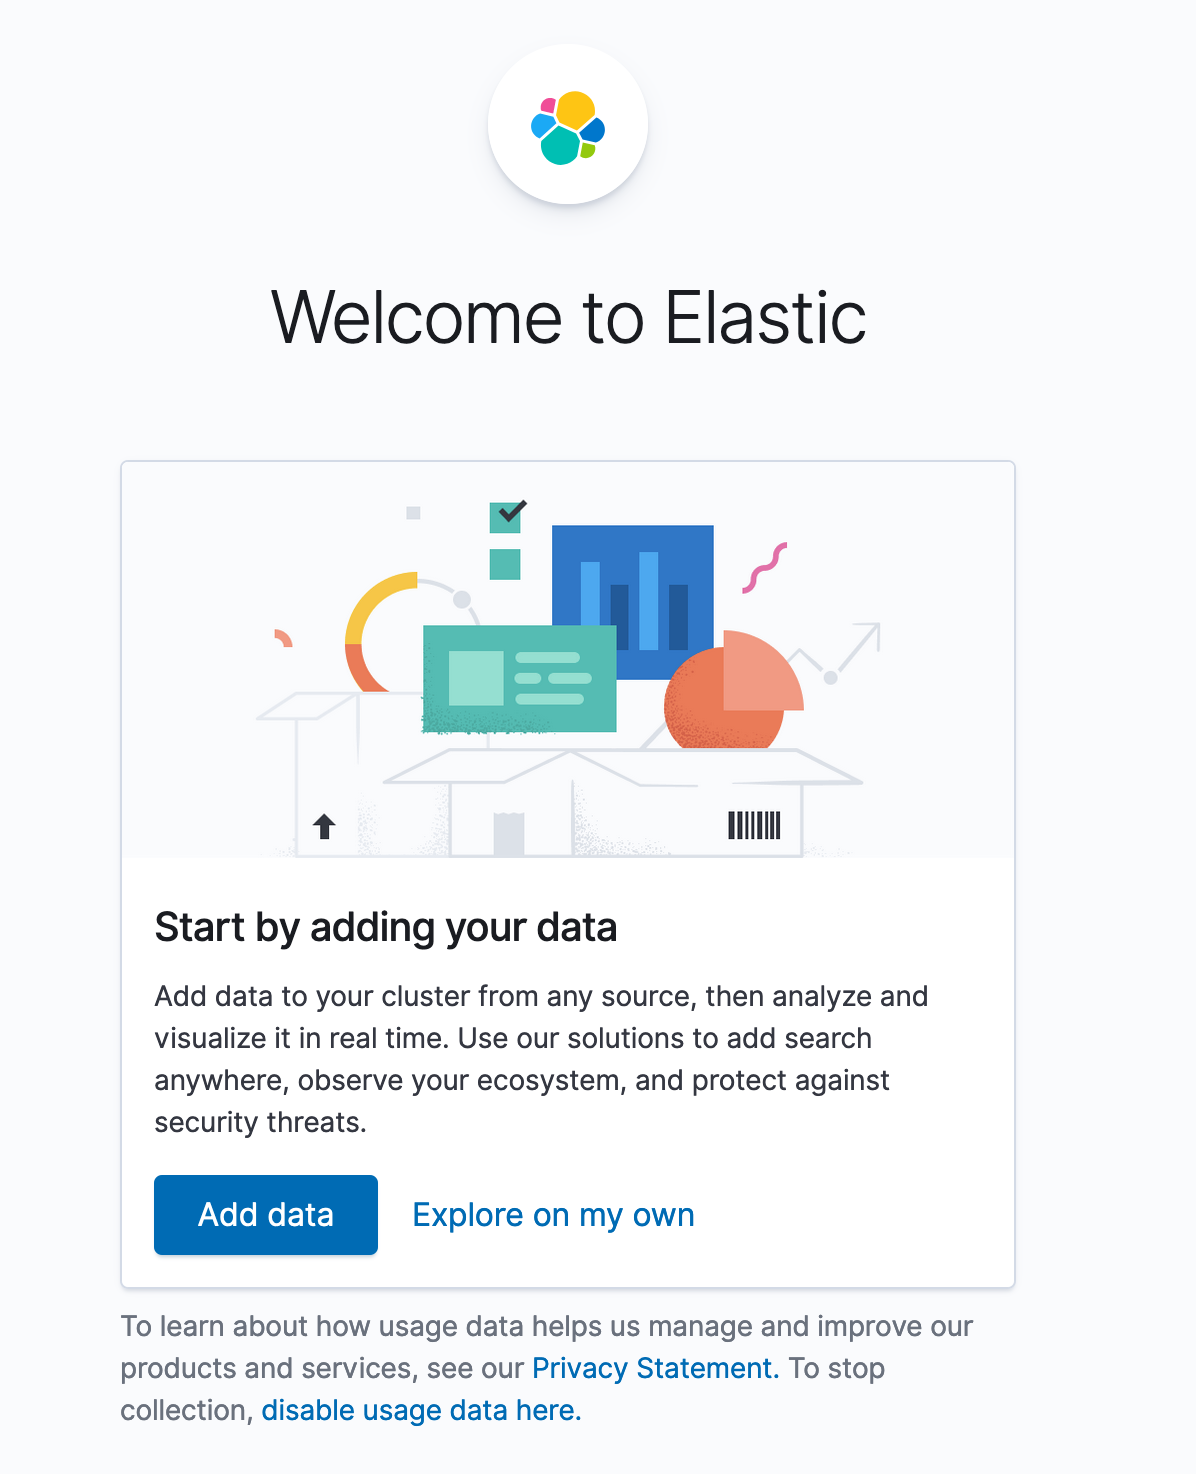 Welcome to Elastic
Start by adding your data
Add data to your cluster from any source, then analyze and
visualize it in real time. Use our solutions to add search
anywhere, observe your ecosystem, and protect against
security threats.
Add data
Explore on my own
To learn about how usage data helps us manage and improve our
products and services, see our Privacy Statement. To stop
collection, disable usage data here.